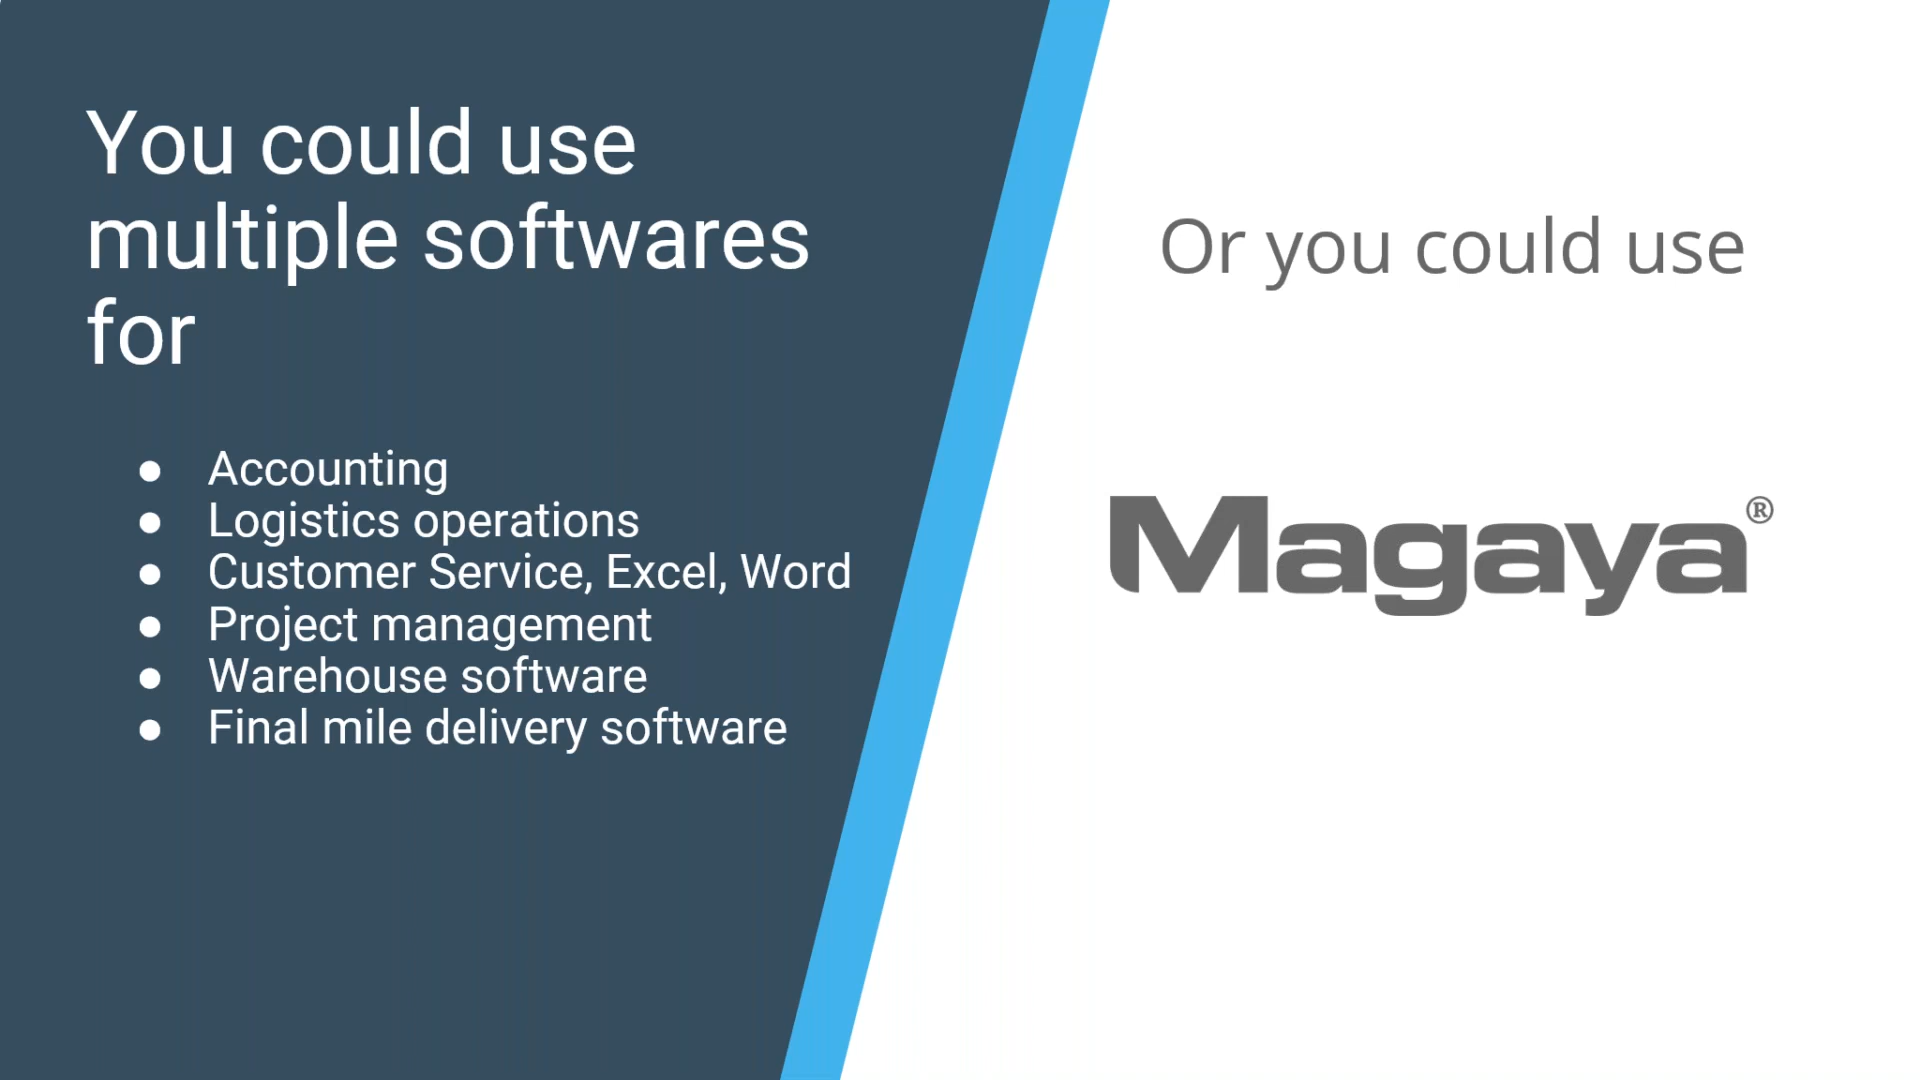 You could use
multiple softwares
for
● Accounting
● Logistics operations
● Customer Service, Excel, Word
● Project management
● Warehouse software
● Final mile delivery software
Or you could use
Magaya®